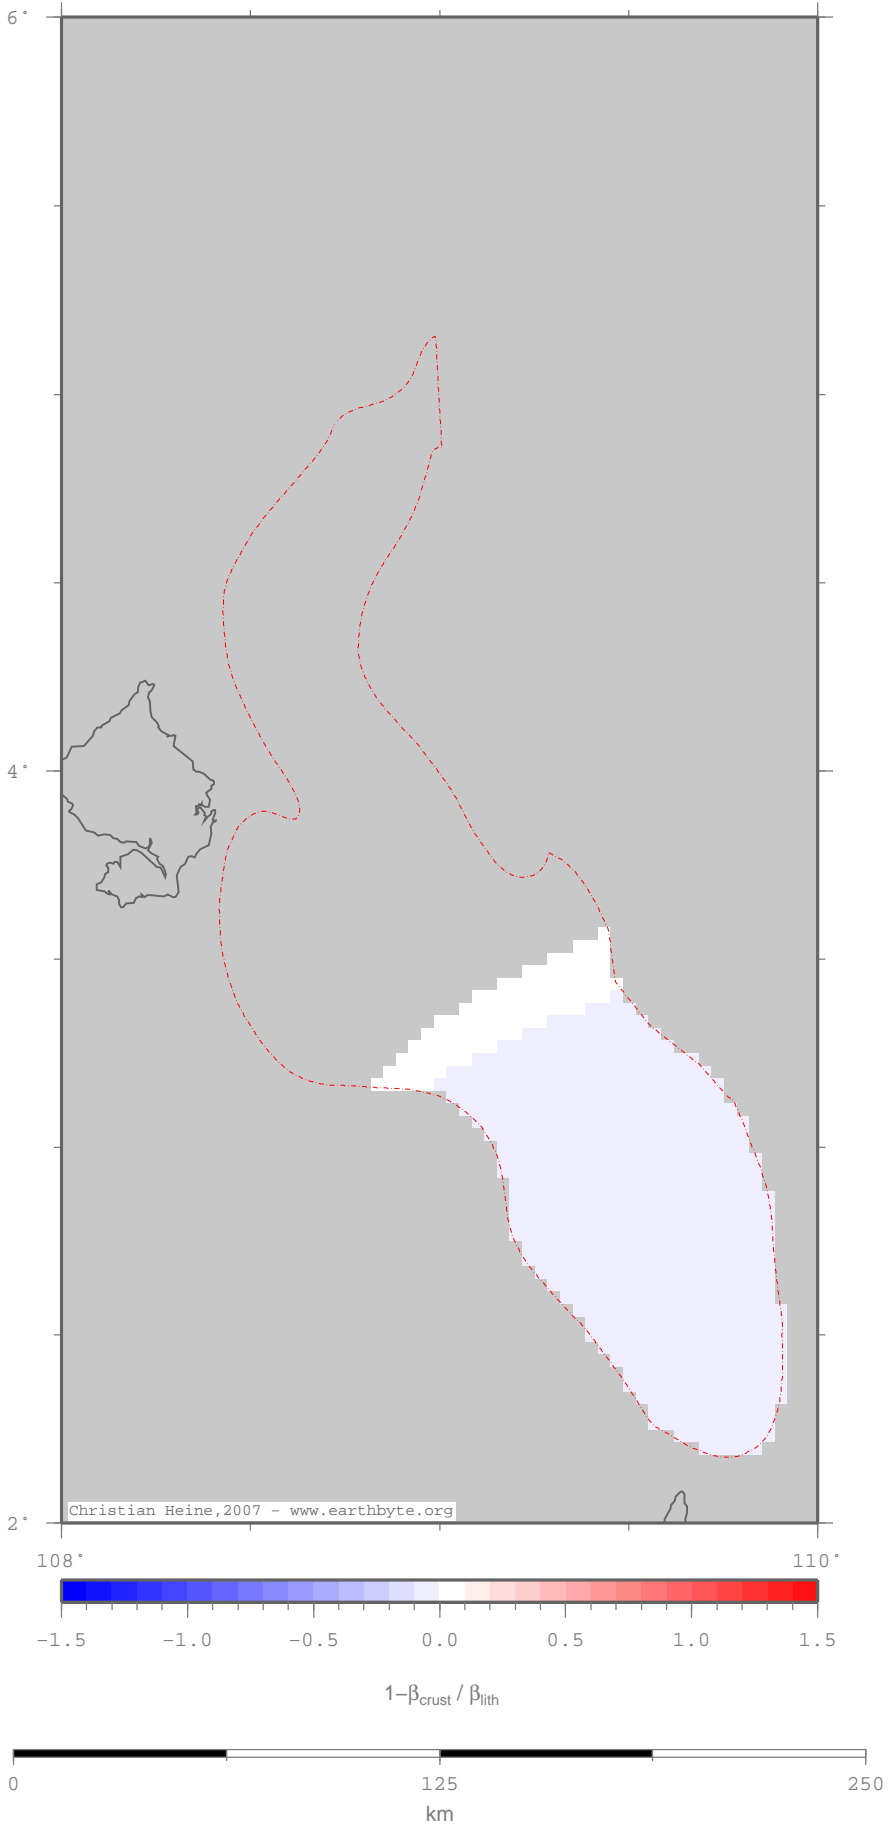 6°
4°
2°
Christian Heine,2007 - www.earthbyte.org
108° 110°
−1.5 −1.0 −0.5 0.0 0.5 1.0 1.5
1−βcrust / βlith
0 125 250
km